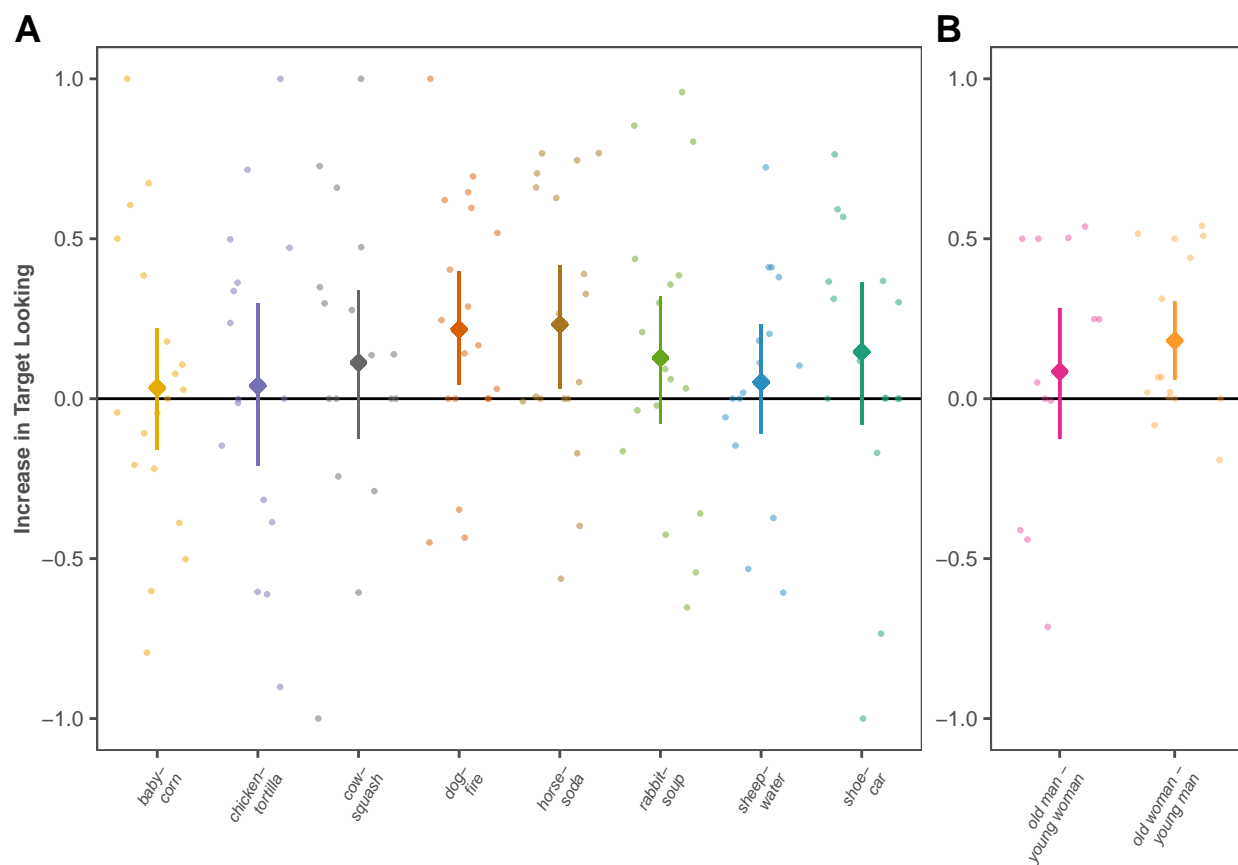 A
B
Increase in Target Looking
1.0
0.5
0.0
−0.5
−1.0
baby−
corn
chicken−
tortilla
cow−
squash
dog−
fire
horse−
soda
rabbit−
soup
sheep−
water
shoe−
car
1.0
0.5
0.0
−0.5
−1.0
old man −
young woman
old woman −
young man